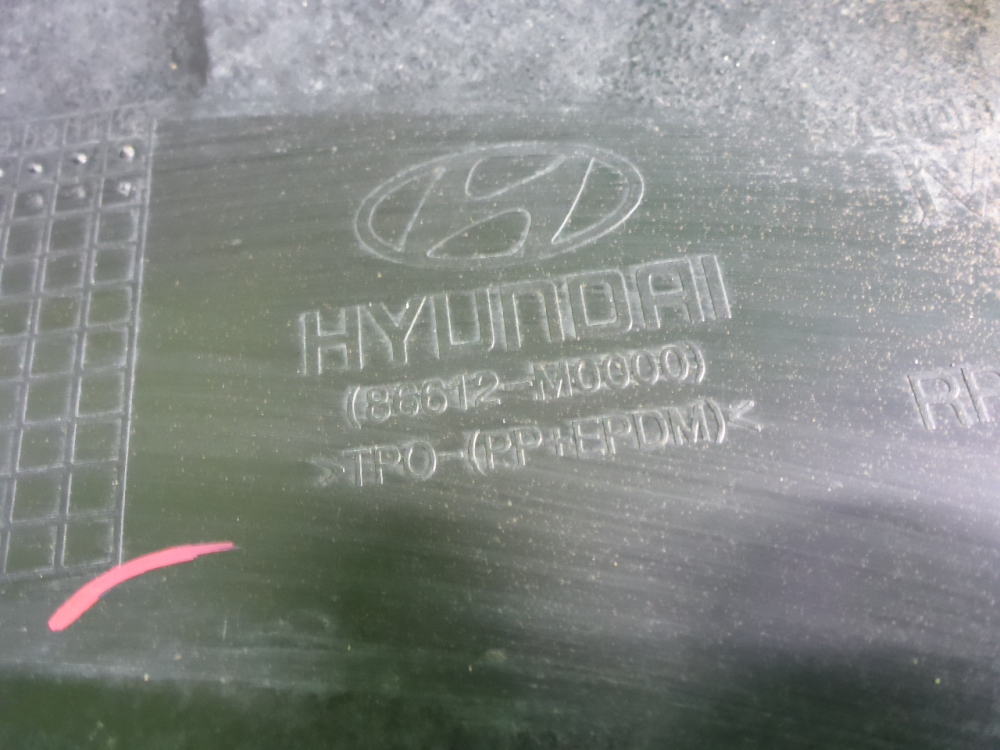 HYUNDAI
(86612-M0000)
>TPO-(PP+EPDM)<